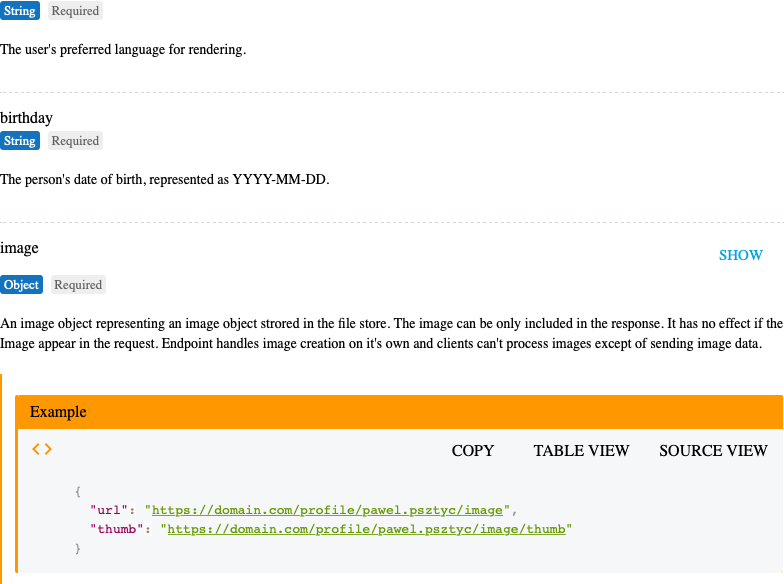 String Required
The user's preferred language for rendering.
birthday
String Required
The person's date of birth, represented as YYYY-MM-DD.
image
SHOW
Object Required
An image object representing an image object strored in the file store. The image can be only included in the response. It has no effect if the
Image appear in the request. Endpoint handles image creation on it's own and clients can't process images except of sending image data.
Example
COPY TABLE VIEW SOURCE VIEW
{
"url": "https://domain.com/profile/pawel.psztyc/image",
"thumb": "https://domain.com/profile/pawel.psztyc/image/thumb"
}